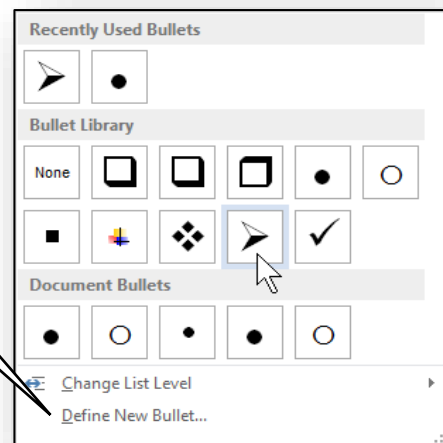 Recently Used Bullets
Bullet Library
None
Document Bullets
Change List Level
Define New Bullet...